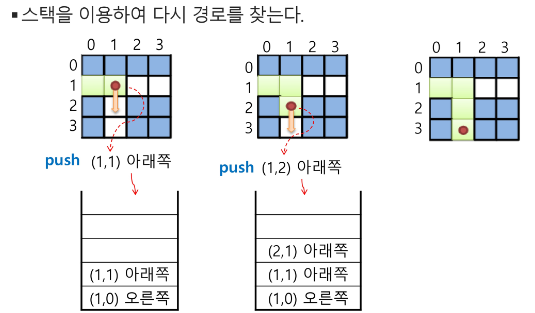 ▪스택을 이용하여 다시 경로를 찾는다.
0 1 2 3
0
1
2
3
push (1,1) 아래쪽
(1,1) 아래쪽
(1,0) 오른쪽
0 1 2 3
0
1
2
3
push (1,2) 아래쪽
(2,1) 아래쪽
(1,1) 아래쪽
(1,0) 오른쪽
0 1 2 3
0
1
2
3